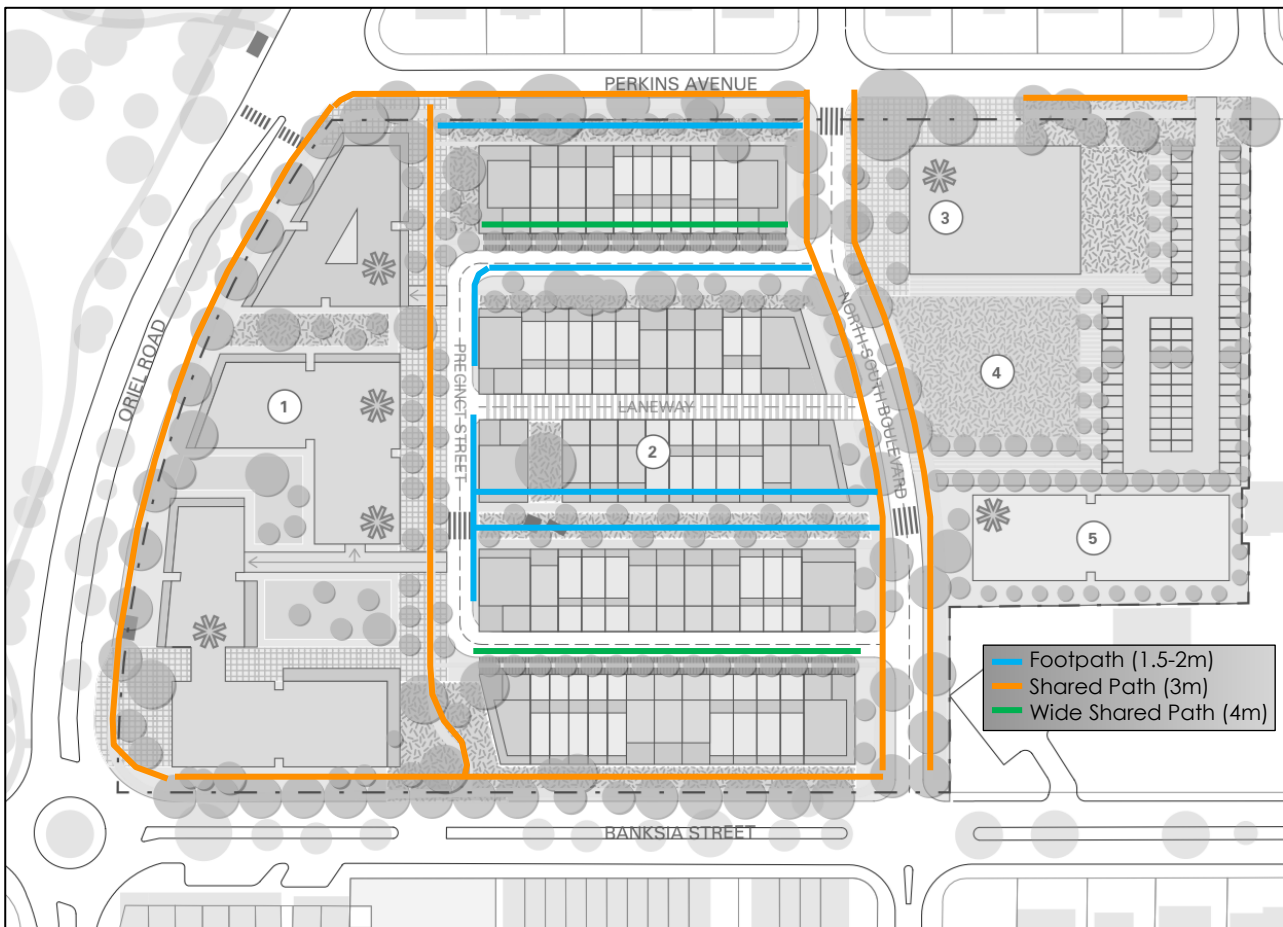 PERKINS AVENUE
3
ORIEL ROAD
NORTH-SOUTH BOULEVARD
PRECINCT STREET
4
1
LANEWAY
2
5
Footpath (1.5-2m)
Shared Path (3m)
Wide Shared Path (4m)
BANKSIA STREET